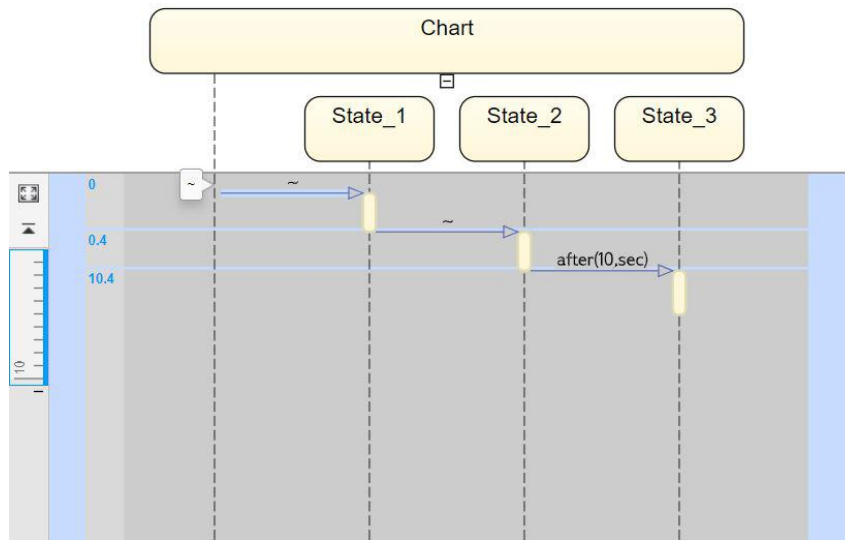 Chart
State_1 State_2 State_3
0
~ ~
~
0.4
after(10,sec)
10.4
10